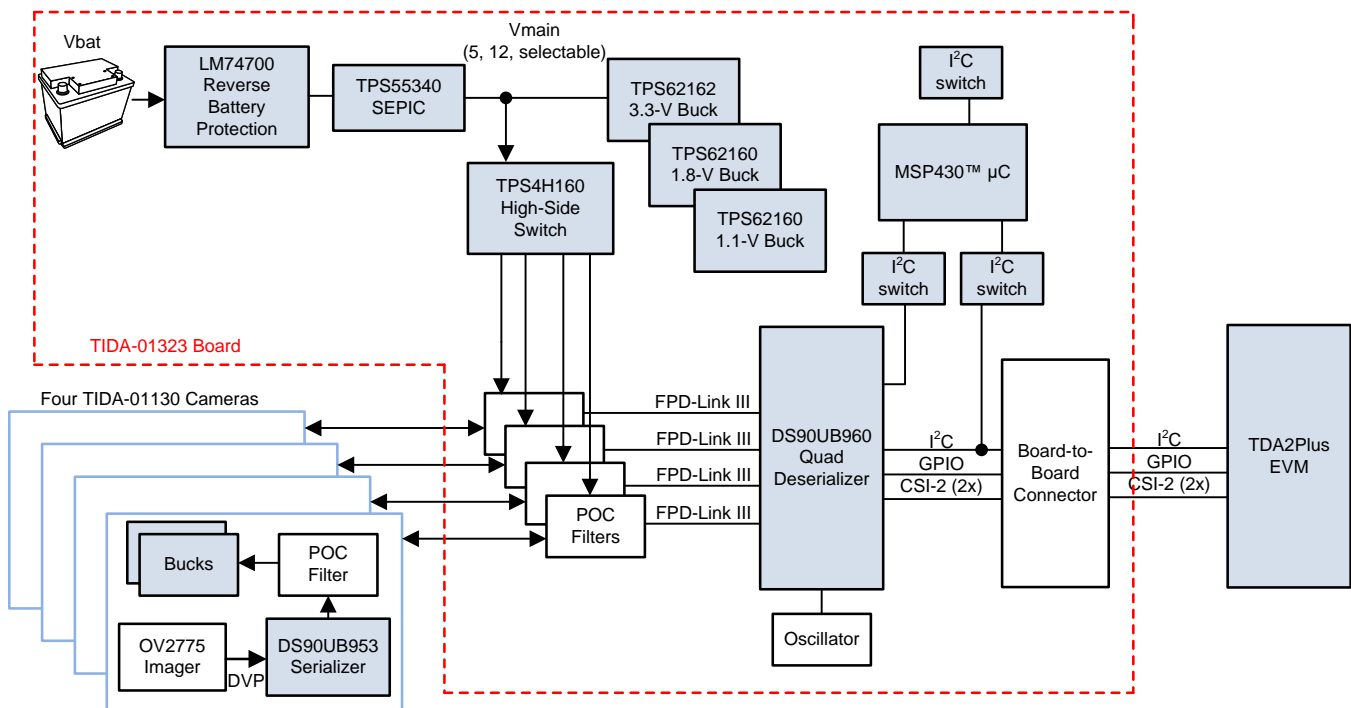 Vbat
LM74700
Reverse
Battery
Protection
TPS55340
SEPIC
Vmain
(5, 12, selectable)
TPS62162
3.3-V Buck
TPS62160
1.8-V Buck
TPS62160
1.1-V Buck
TPS4H160
High-Side
Switch
I²C
switch
MSP430™ µC
I²C
switch
I²C
switch
TIDA-01323 Board
Four TIDA-01130 Cameras
Bucks
POC
Filter
OV2775
Imager
DVP
DS90UB953
Serializer
POC
Filters
FPD-Link III
FPD-Link III
FPD-Link III
FPD-Link III
DS90UB960
Quad
Deserializer
Oscillator
I²C
GPIO
CSI-2 (2x)
Board-to-
Board
Connector
I²C
GPIO
CSI-2 (2x)
TDA2Plus
EVM